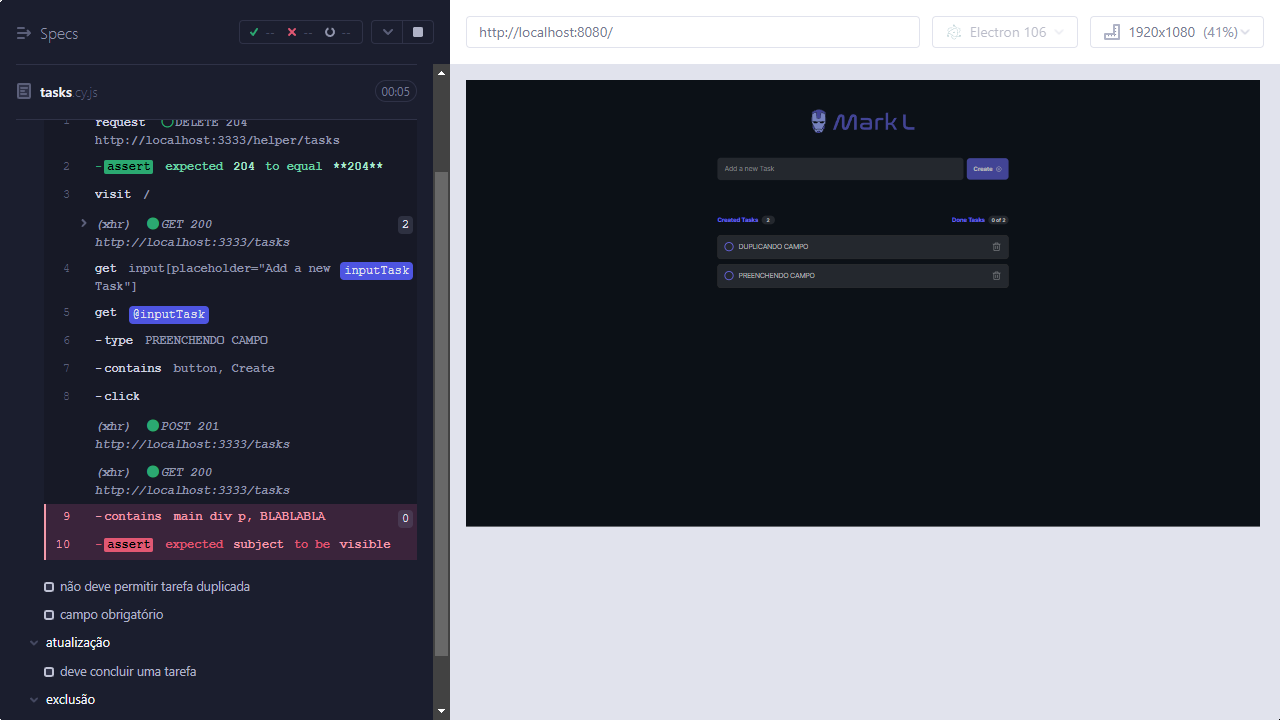 Specs
-- -- --
tasks.cy.js 00:05
1 request DELETE 204
http://localhost:3333/helper/tasks
2 -assert expected 204 to equal **204**
3 visit /
(xhr) GET 200 2
http://localhost:3333/tasks
4 get input[placeholder="Add a new inputTask
Task"]
5 get @inputTask
6 -type PREENCHENDO CAMPO
7 -contains button, Create
8 -click
(xhr) POST 201
http://localhost:3333/tasks
(xhr) GET 200
http://localhost:3333/tasks
9 -contains main div p, BLABLABLA 0
10 -assert expected subject to be visible
não deve permitir tarefa duplicada
campo obrigatório
atualização
deve concluir uma tarefa
exclusão
http://localhost:8080/
Electron 106
1920x1080 (41%)
Mark L
Add a new Task
Create
Created Tasks 2
Done Tasks 0 of 2
DUPLICANDO CAMPO
PREENCHENDO CAMPO